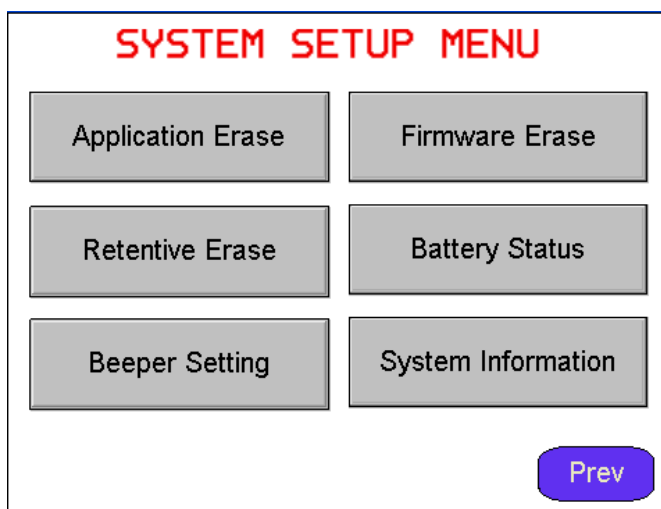 SYSTEM SETUP MENU
Application Erase
Firmware Erase
Retentive Erase
Battery Status
Beeper Setting
System Information
Prev